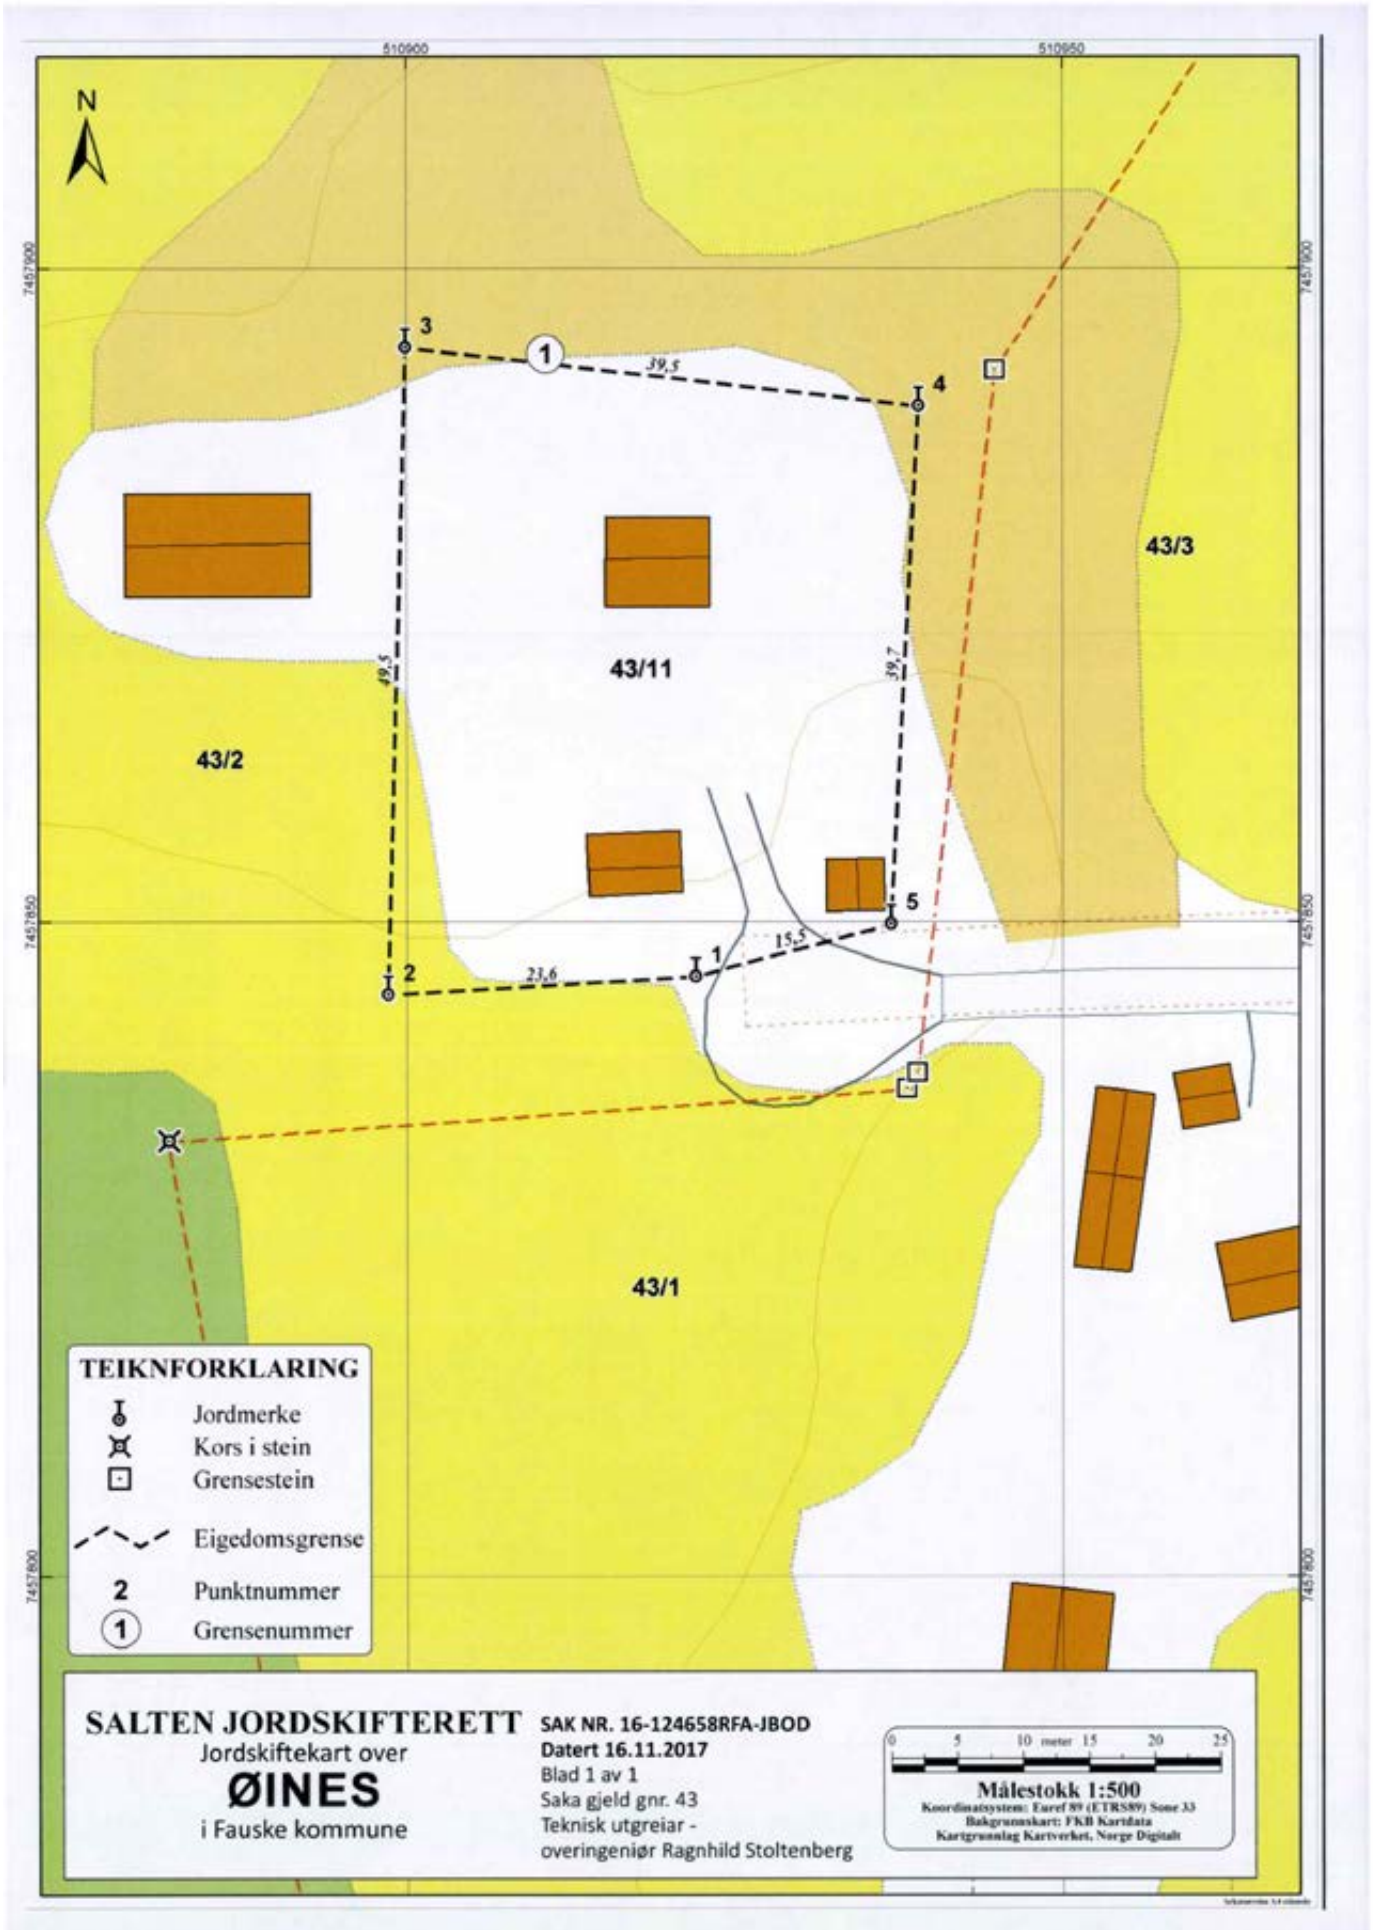 510900
510950
N
7457900
7457900
3
1
39,5
4
43/3
49,5
43/11
39,7
43/2
7457850
7457850
5
15,5
1
2
23,6
43/1
TEIKNFORKLARING
Jordmerke
Kors i stein
Grensestein
Eigedomsgrense
2 Punktnummer
1 Grensenummer
7457800
7457800
SALTEN JORDSKIFTERETT
Jordskiftekart over
ØINES
i Fauske kommune
SAK NR. 16-124658RFA-JBOD
Datert 16.11.2017
Blad 1 av 1
Saka gjeld gnr. 43
Teknisk utgreiar -
overingeniør Ragnhild Stoltenberg
0 5 10 meter 15 20 25
Målestokk 1:500
Koordinatsystem: Euref 89 (ETRS89) Sone 33
Bakgrunnskart: FKB Kartdata
Kartgrunnlag Kartverket, Norge Digitalt